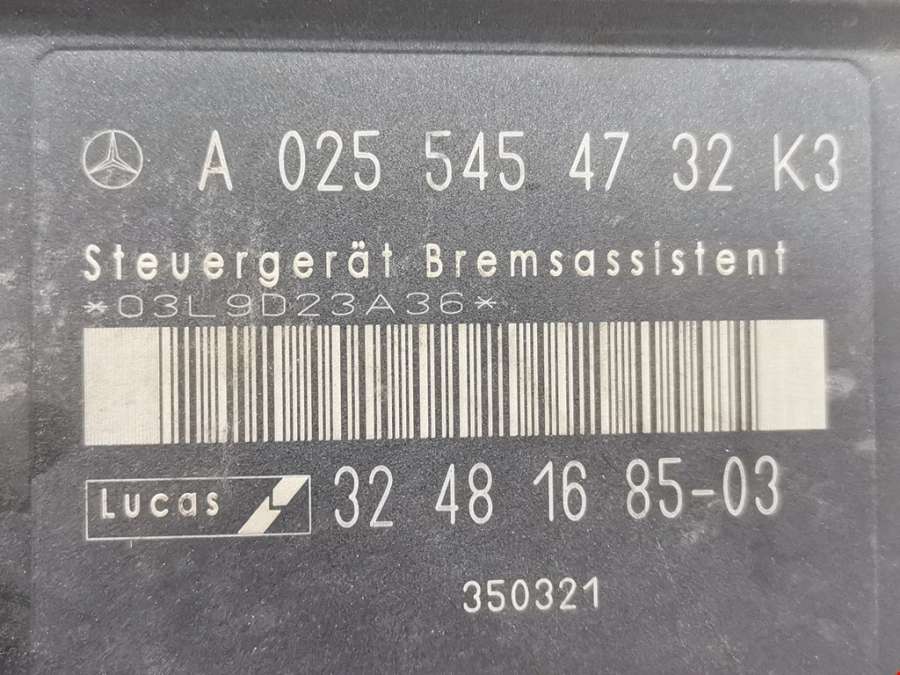 A 025 545 47 32 K3
Steuergerät Bremsassistent
*03L9D23A36*
Lucas 32 48 16 85-03
350321